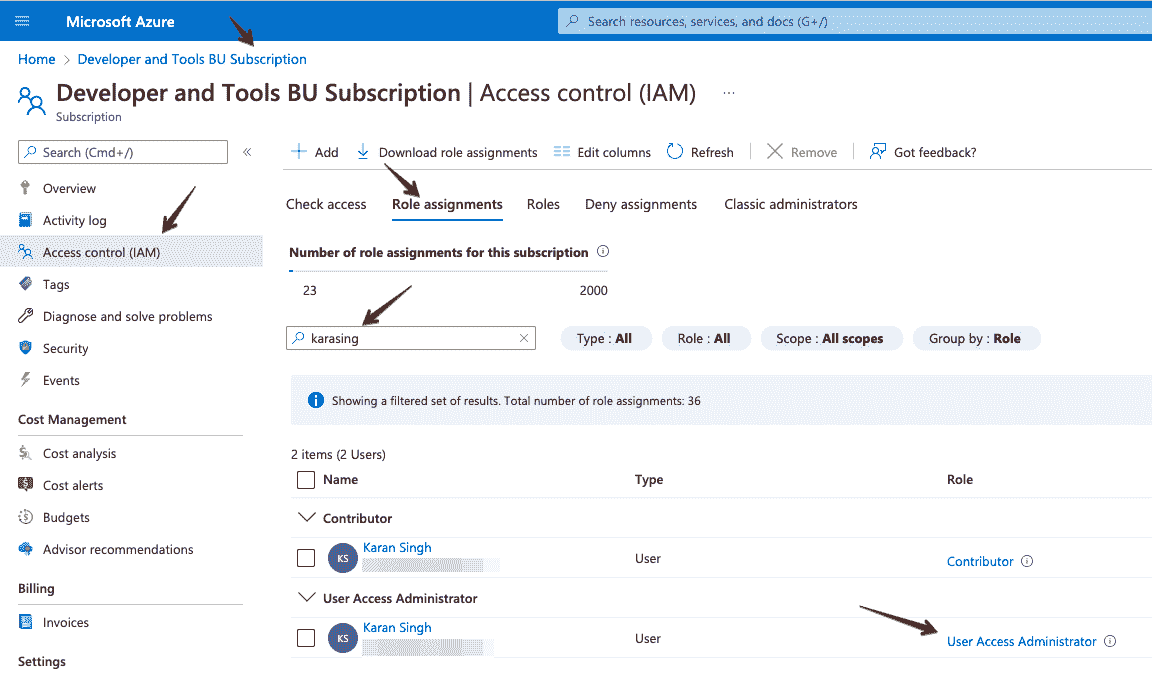 Microsoft Azure
Search resources, services, and docs (G+/)
Home > Developer and Tools BU Subscription
Developer and Tools BU Subscription | Access control (IAM) ...
Subscription
Search (Cmd+/) «
Overview
Activity log
Access control (IAM)
Tags
Diagnose and solve problems
Security
Events
Cost Management
Cost analysis
Cost alerts
Budgets
Advisor recommendations
Billing
Invoices
Settings
Add Download role assignments Edit columns Refresh Remove Got feedback?
Check access Role assignments Roles Deny assignments Classic administrators
Number of role assignments for this subscription
23 2000
karasing
Type : All Role : All Scope : All scopes Group by : Role
Showing a filtered set of results. Total number of role assignments: 36
2 items (2 Users)
Name Type Role
Contributor
KS Karan Singh User Contributor
User Access Administrator
KS Karan Singh User User Access Administrator